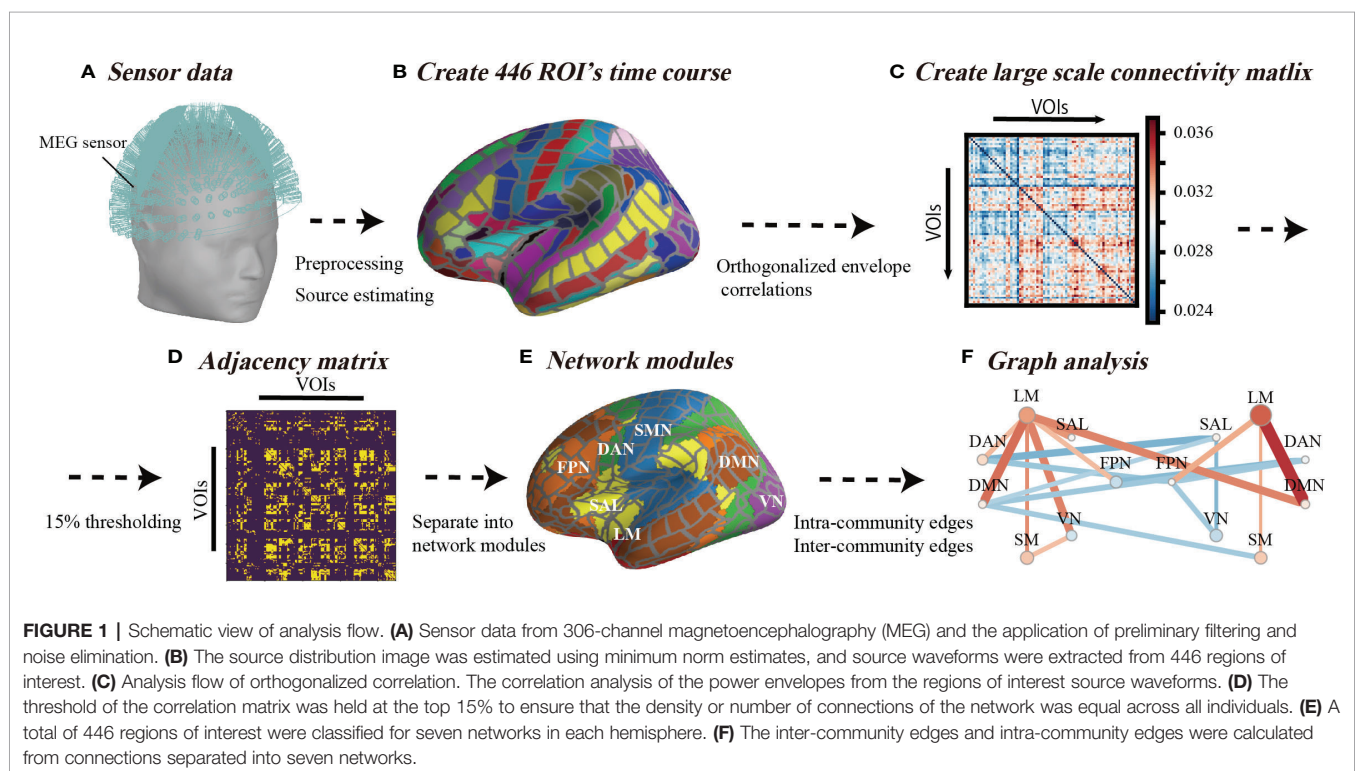 A Sensor data
MEG sensor
Preprocessing
Source estimating
B Create 446 ROI's time course
Orthogonalized envelope
correlations
C Create large scale connectivity matlix
VOIs
VOIs
0.036
0.032
0.028
0.024
15% thresholding
D Adjacency matrix
VOIs
VOIs
Separate into
network modules
E Network modules
SMN
DAN
FPN
DMN
SAL
VN
LM
Intra-community edges
Inter-community edges
F Graph analysis
LM
LM
SAL
SAL
DAN
DAN
FPN
FPN
DMN
DMN
VN
VN
SM
SM
FIGURE 1 | Schematic view of analysis flow. (A) Sensor data from 306-channel magnetoencephalography (MEG) and the application of preliminary filtering and
noise elimination. (B) The source distribution image was estimated using minimum norm estimates, and source waveforms were extracted from 446 regions of
interest. (C) Analysis flow of orthogonalized correlation. The correlation analysis of the power envelopes from the regions of interest source waveforms. (D) The
threshold of the correlation matrix was held at the top 15% to ensure that the density or number of connections of the network was equal across all individuals. (E) A
total of 446 regions of interest were classified for seven networks in each hemisphere. (F) The inter-community edges and intra-community edges were calculated
from connections separated into seven networks.